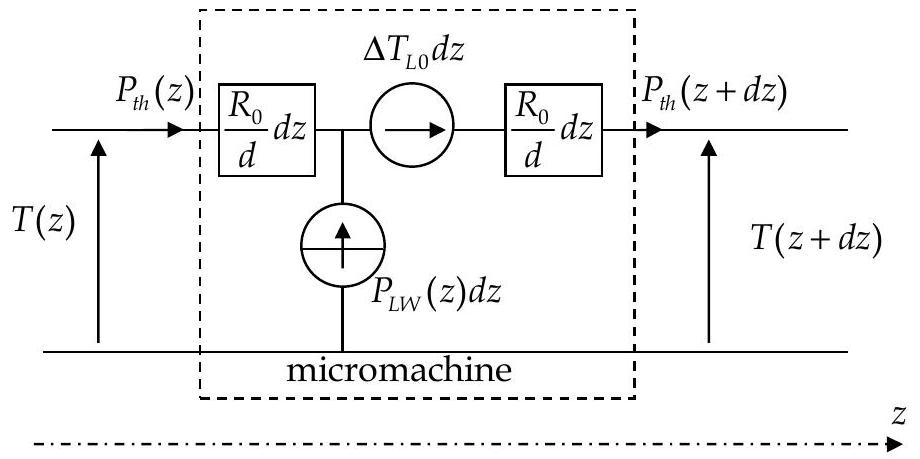 ΔT_{L0}dz
P_{th}(z)
R_0/d dz
R_0/d dz
P_{th}(z + dz)
T(z)
T(z + dz)
P_{LW}(z)dz
micromachine
z